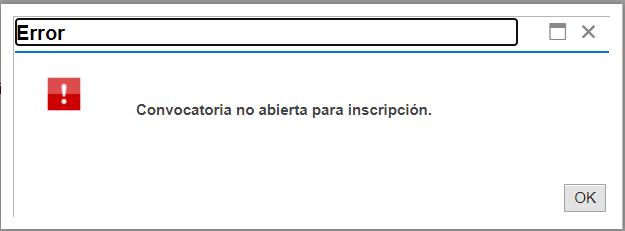 Error
Convocatoria no abierta para inscripción.
OK